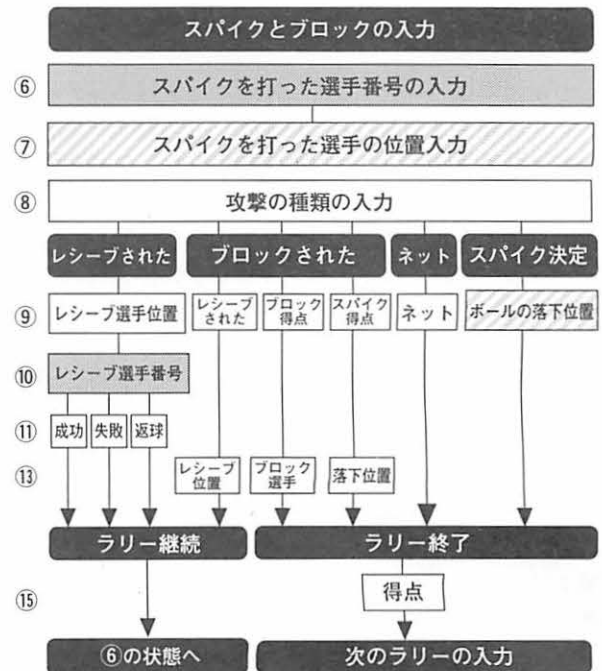 スパイクとブロックの入力
⑥ スパイクを打った選手番号の入力
⑦ スパイクを打った選手の位置入力
⑧ 攻撃の種類の入力
レシーブされた ブロックされた ネット スパイク決定
⑨ レシーブ選手位置 レシーブされた ブロック得点 スパイク得点 ネット ボールの落下位置
⑩ レシーブ選手番号
⑪ 成功 失敗 返球
⑬ レシーブ位置 ブロック選手 落下位置
ラリー継続 ラリー終了
⑮ 得点
⑥の状態へ 次のラリーの入力